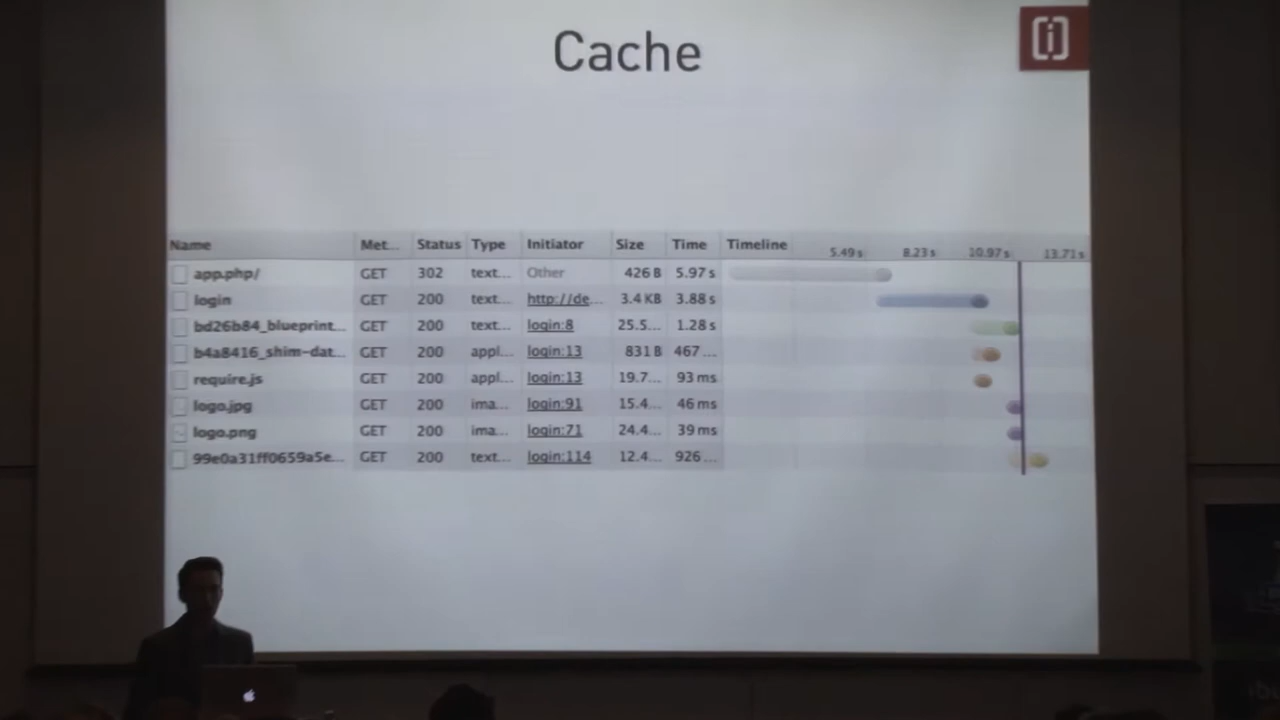 Cache
[i]
Name Met... Status Type Initiator Size Time Timeline 5.49s 8.23s 10.97s 13.71s
app.php/ GET 302 text... Other 426 B 5.97 s
login GET 200 text... http://de... 3.4 KB 3.88 s
bd26b84_blueprint... GET 200 text... login:8 25.5... 1.28 s
b4a8416_shim-dat... GET 200 appl... login:13 831 B 467 ...
require.js GET 200 appl... login:13 19.7... 93 ms
logo.jpg GET 200 ima... login:91 15.4... 46 ms
logo.png GET 200 ima... login:71 24.4... 39 ms
99e0a31ff0659a5e... GET 200 text... login:114 12.4... 926 ...